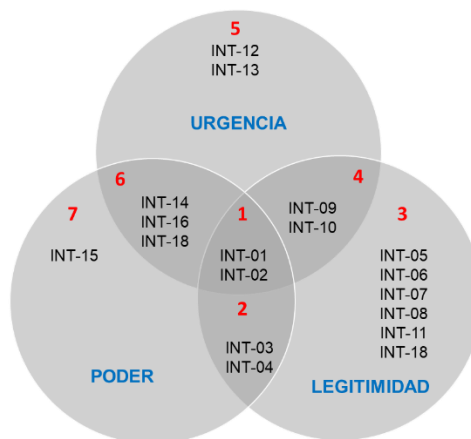 5
INT-12
INT-13
URGENCIA
6
4
7
INT-14
INT-16
INT-18
1
INT-09
INT-10
3
INT-15
INT-01
INT-02
INT-05
INT-06
INT-07
INT-08
INT-11
INT-18
2
INT-03
INT-04
PODER
LEGITIMIDAD